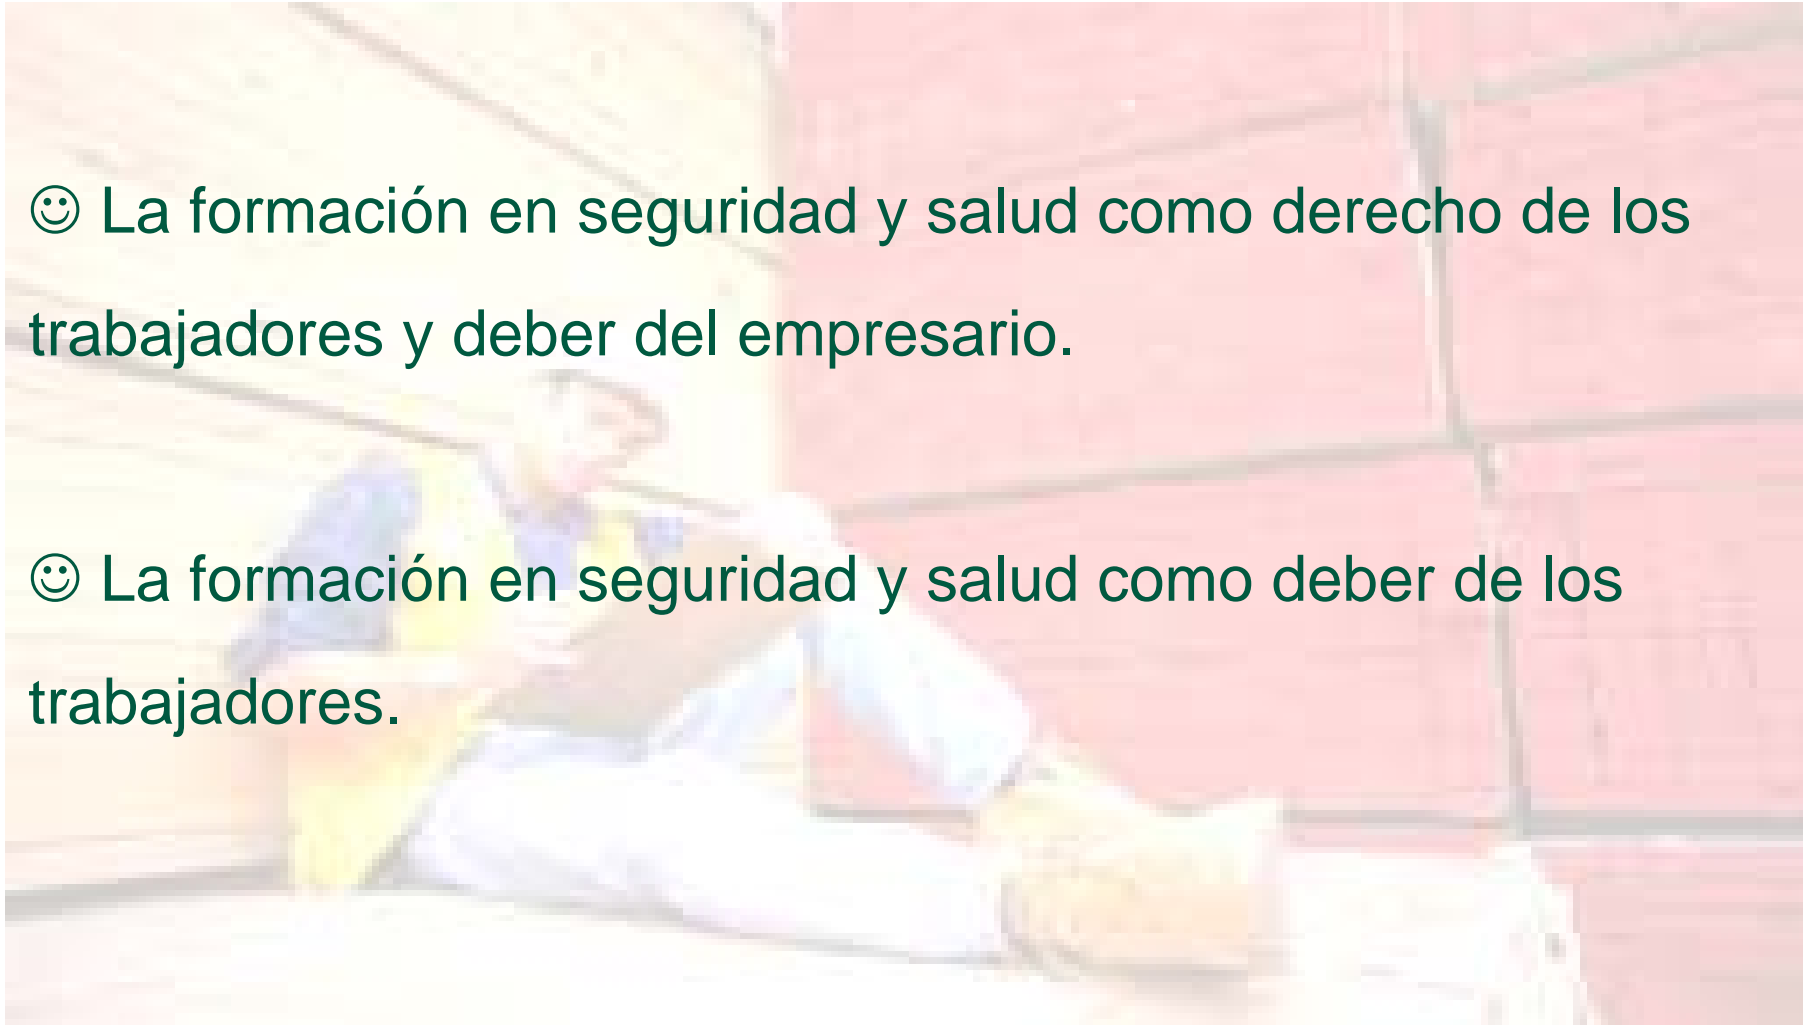 ☺ La formación en seguridad y salud como derecho de los
trabajadores y deber del empresario.
☺ La formación en seguridad y salud como deber de los
trabajadores.